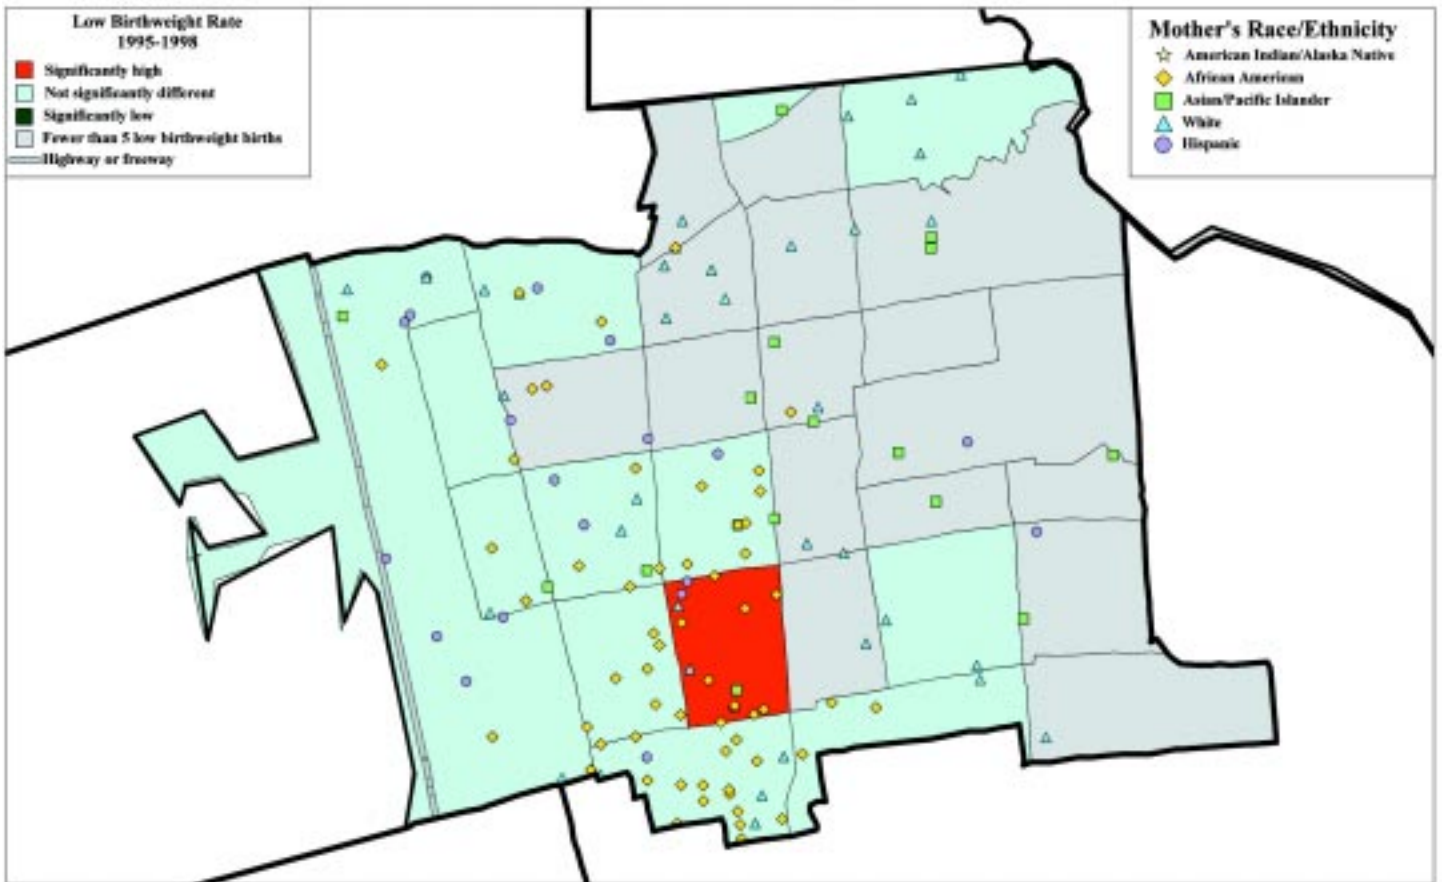 Low Birthweight Rate
1995-1998
Significantly high
Not significantly different
Significantly low
Fewer than 5 low birthweight births
Highway or freeway
Mother's Race/Ethnicity
American Indian/Alaska Native
African American
Asian/Pacific Islander
White
Hispanic